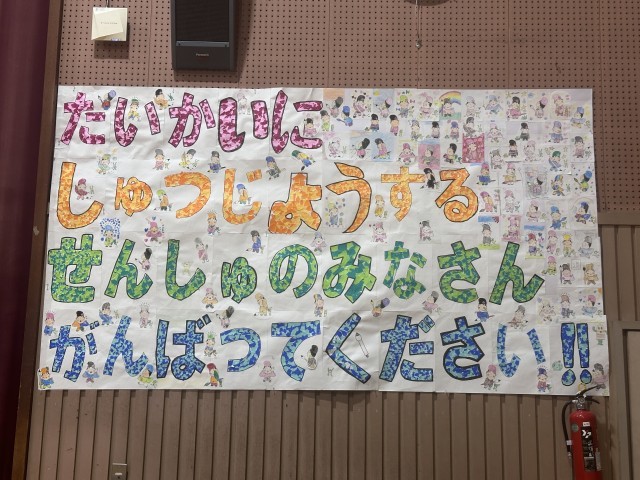 Panasonic
たいかいに
しゅつじょうする
せんしゅのみなさん
がんばってください!!